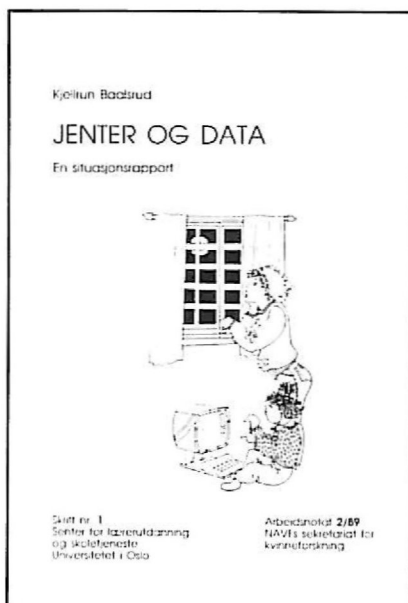 Kjellrun Baalsrud
JENTER OG DATA
En situasjonsrapport
Skrift nr. 1
Senter for lærerutdanning
og skoletjeneste
Universitetet i Oslo
Arbeidsnotat 2/89
NAVFs sekretariat for
kvinneforskning